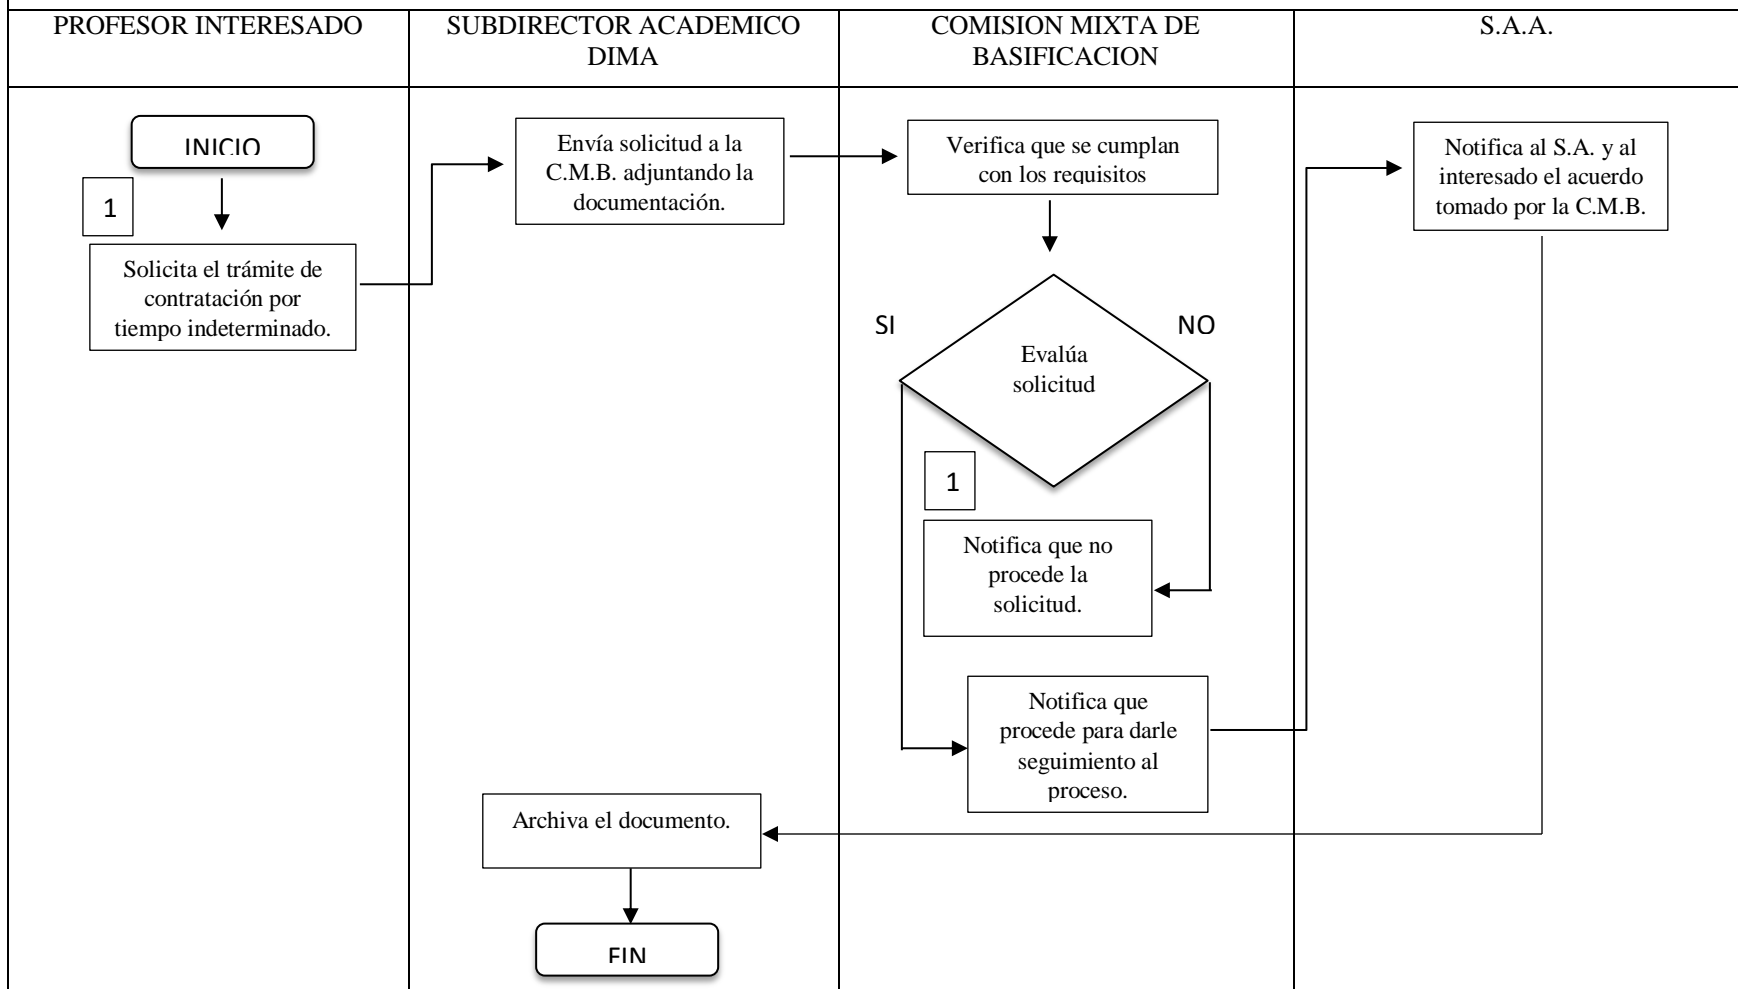 PROFESOR INTERESADO
SUBDIRECTOR ACADEMICO
DIMA
COMISION MIXTA DE
BASIFICACION
S.A.A.
INICIO
1
Solicita el trámite de
contratación por
tiempo indeterminado.
Envía solicitud a la
C.M.B. adjuntando la
documentación.
Verifica que se cumplan
con los requisitos
SI
NO
Evalúa
solicitud
1
Notifica que no
procede la
solicitud.
Notifica que
procede para darle
seguimiento al
proceso.
Notifica al S.A. y al
interesado el acuerdo
tomado por la C.M.B.
Archiva el documento.
FIN